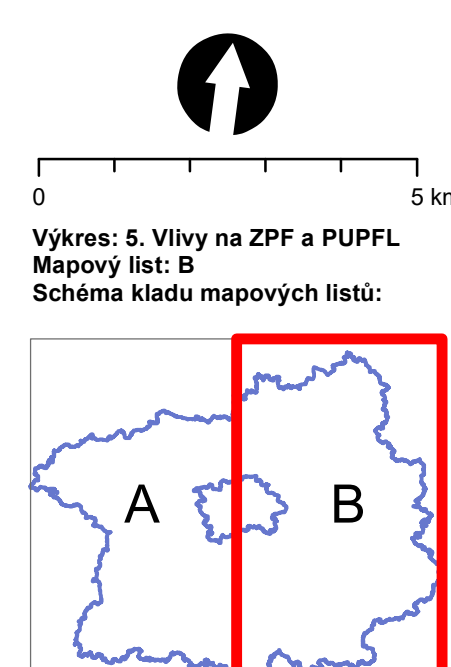 0 5 km
Výkres: 5. Vlivy na ZPF a PUPFL
Mapový list: B
Schéma kladu mapových listů:
A B